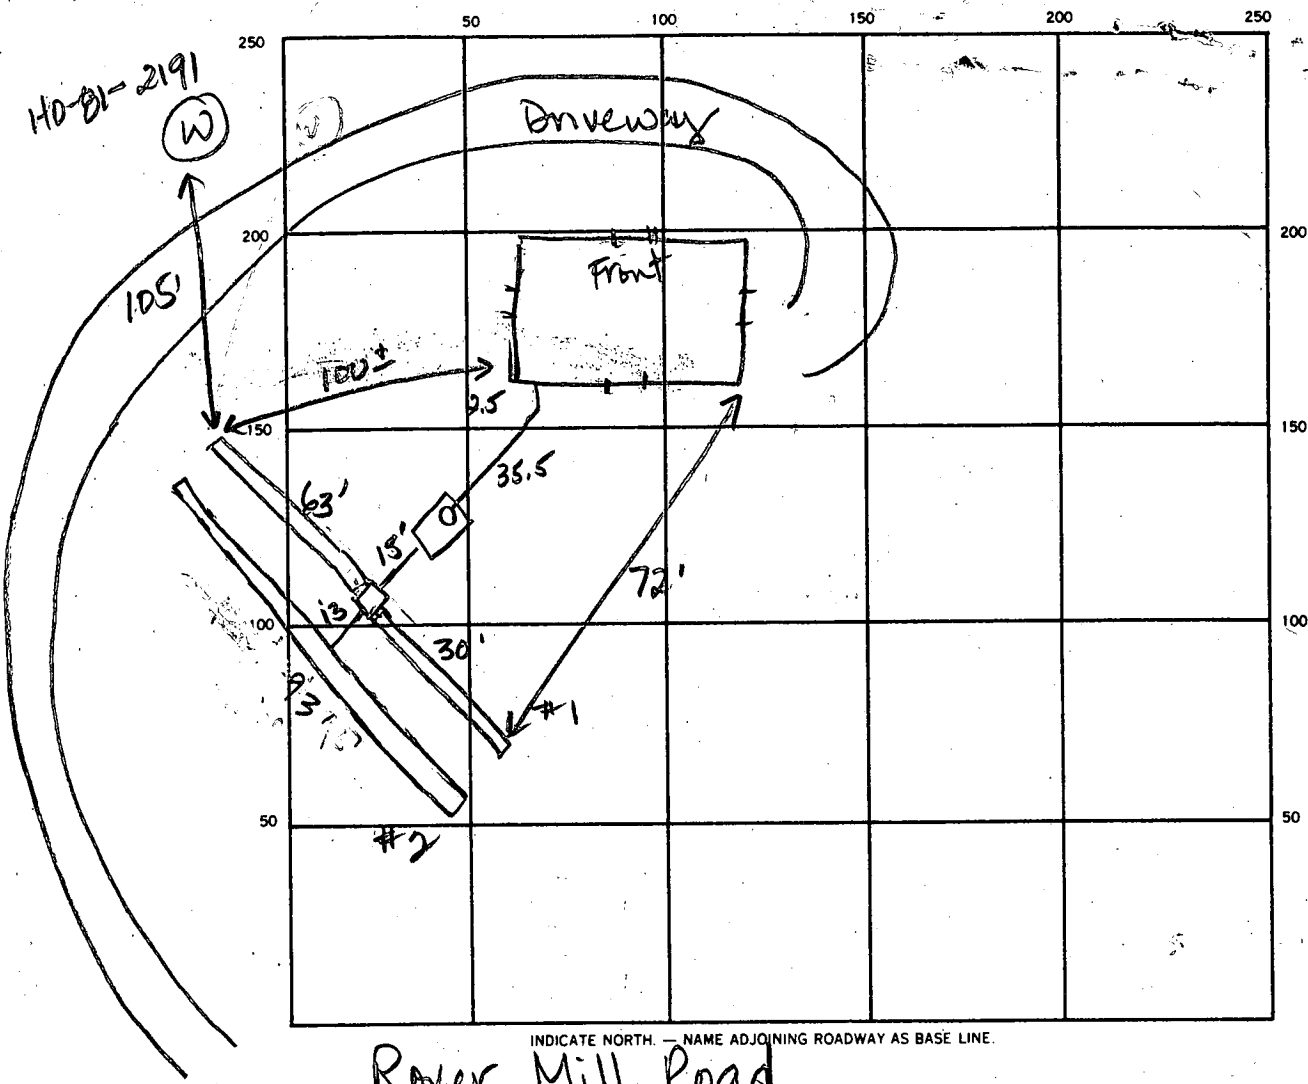 50 100 150 200 250
250
HO-81-2191
W
Driveway
200 200
Front
105'
100'±
150 150
35.5
63'
15'
72'
13
100 100
30'
93
#1
50 50
#2
INDICATE NORTH. — NAME ADJOINING ROADWAY AS BASE LINE.
Mill Road